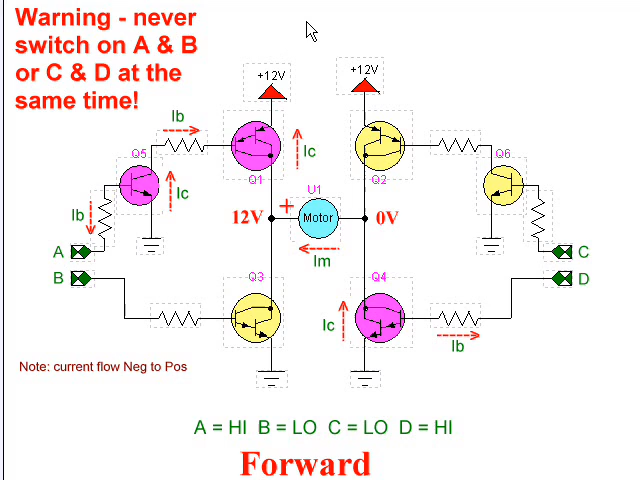 Warning - never
switch on A & B
or C & D at the
same time!
+12V
+12V
Ib
Ic
Q5
Q1
Q2
Q6
Ic
U1
Ib
12V
+
Motor
0V
A
Im
C
B
Q3
Q4
D
Ic
Ib
Note: current flow Neg to Pos
A = HI B = LO C = LO D = HI
Forward